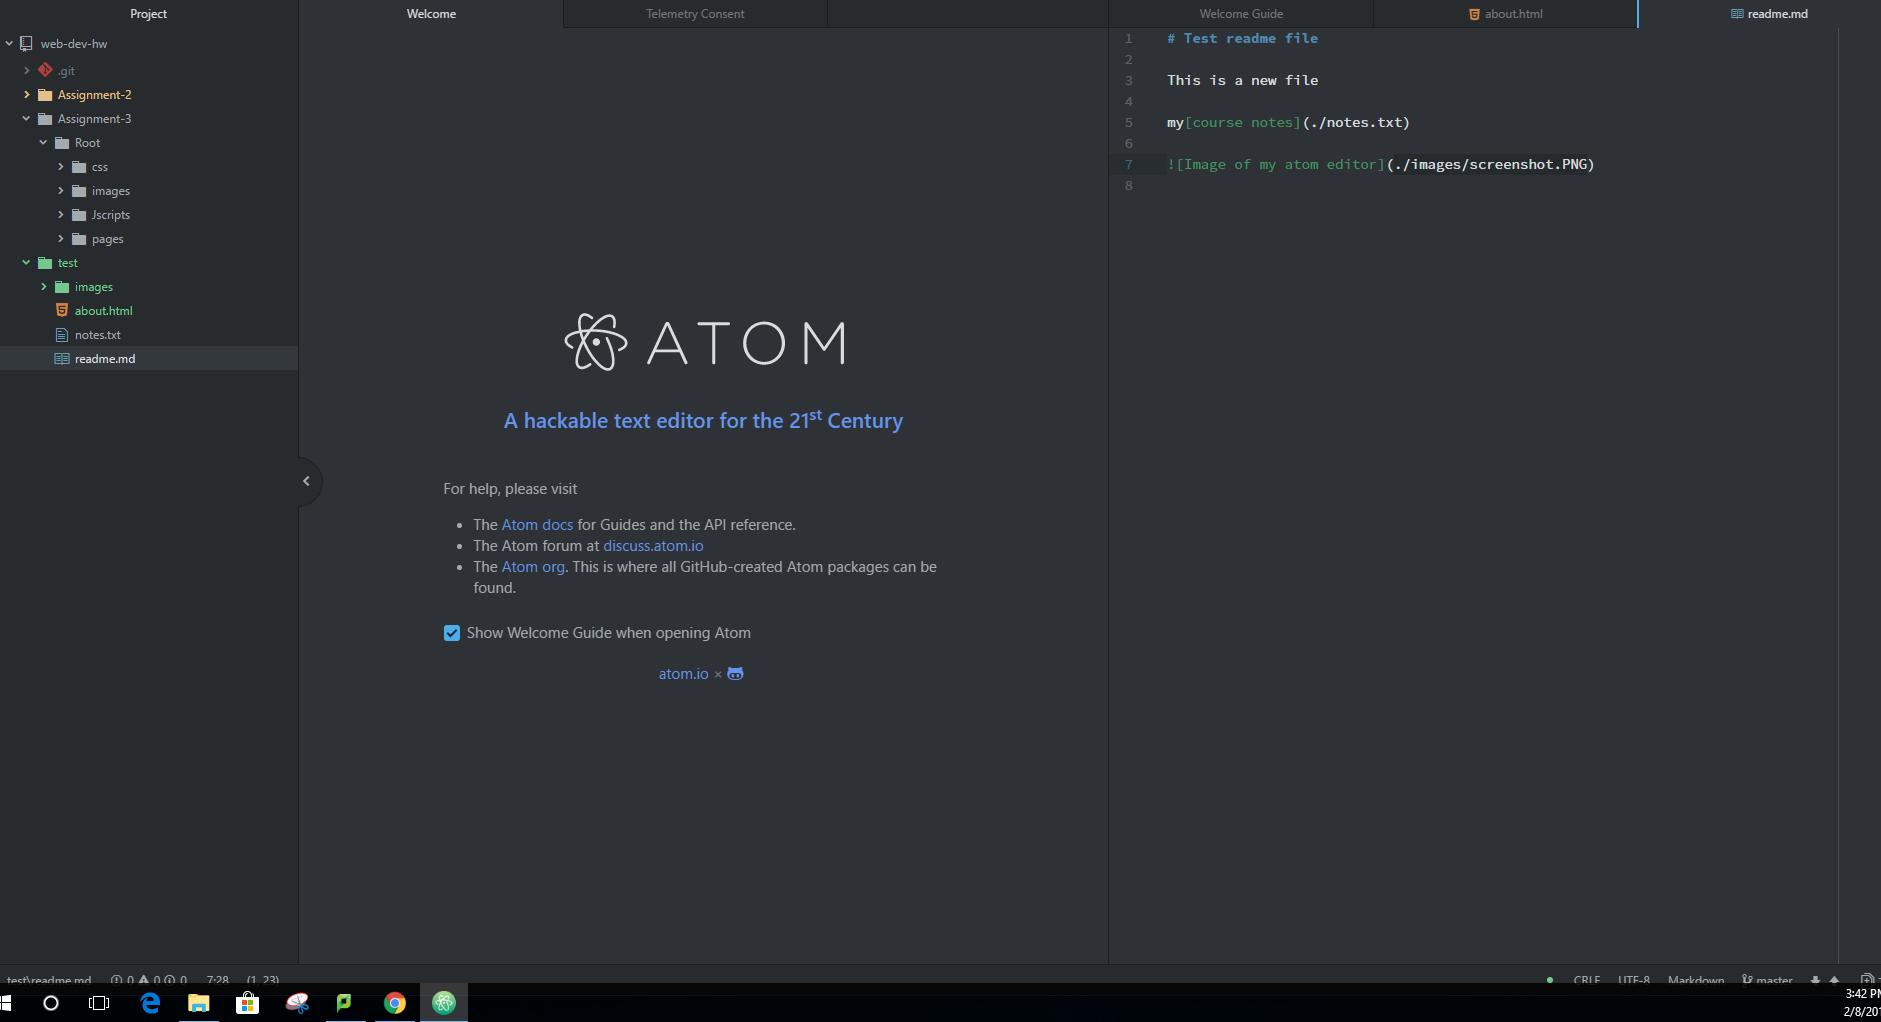 Project
web-dev-hw
.git
Assignment-2
Assignment-3
Root
css
images
Jscripts
pages
test
images
about.html
notes.txt
readme.md
Welcome
Telemetry Consent
ATOM
A hackable text editor for the 21st Century
For help, please visit
The Atom docs for Guides and the API reference.
The Atom forum at discuss.atom.io
The Atom org. This is where all GitHub-created Atom packages can be
found.
Show Welcome Guide when opening Atom
atom.io ×
Welcome Guide
about.html
readme.md
1 # Test readme file
2
3 This is a new file
4
5 my[course notes](./notes.txt)
6
7 ![Image of my atom editor](./images/screenshot.PNG)
8
test\readme.md 0 0 0 7:28 (1, 23)
CRLF UTF-8 Markdown master
3:42 PM
2/8/20